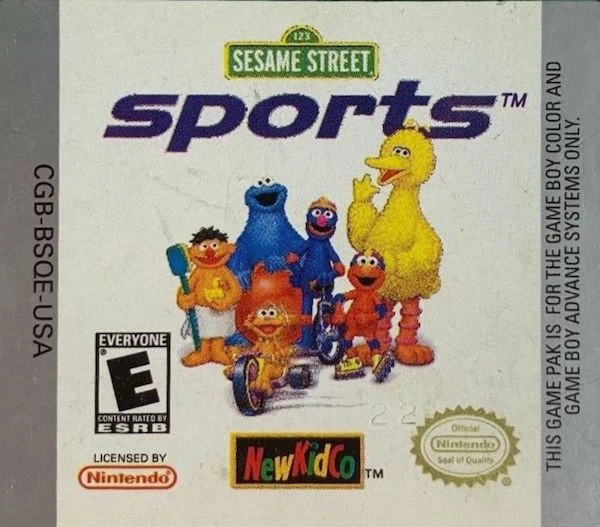 123
SESAME STREET
sports™
CGB-BSQE-USA
THIS GAME PAK IS FOR THE GAME BOY COLOR AND
GAME BOY ADVANCE SYSTEMS ONLY.
EVERYONE
E
CONTENT RATED BY
ESRB
LICENSED BY
Nintendo®
NewKidCo TM
22
Official
Nintendo
Seal of Quality